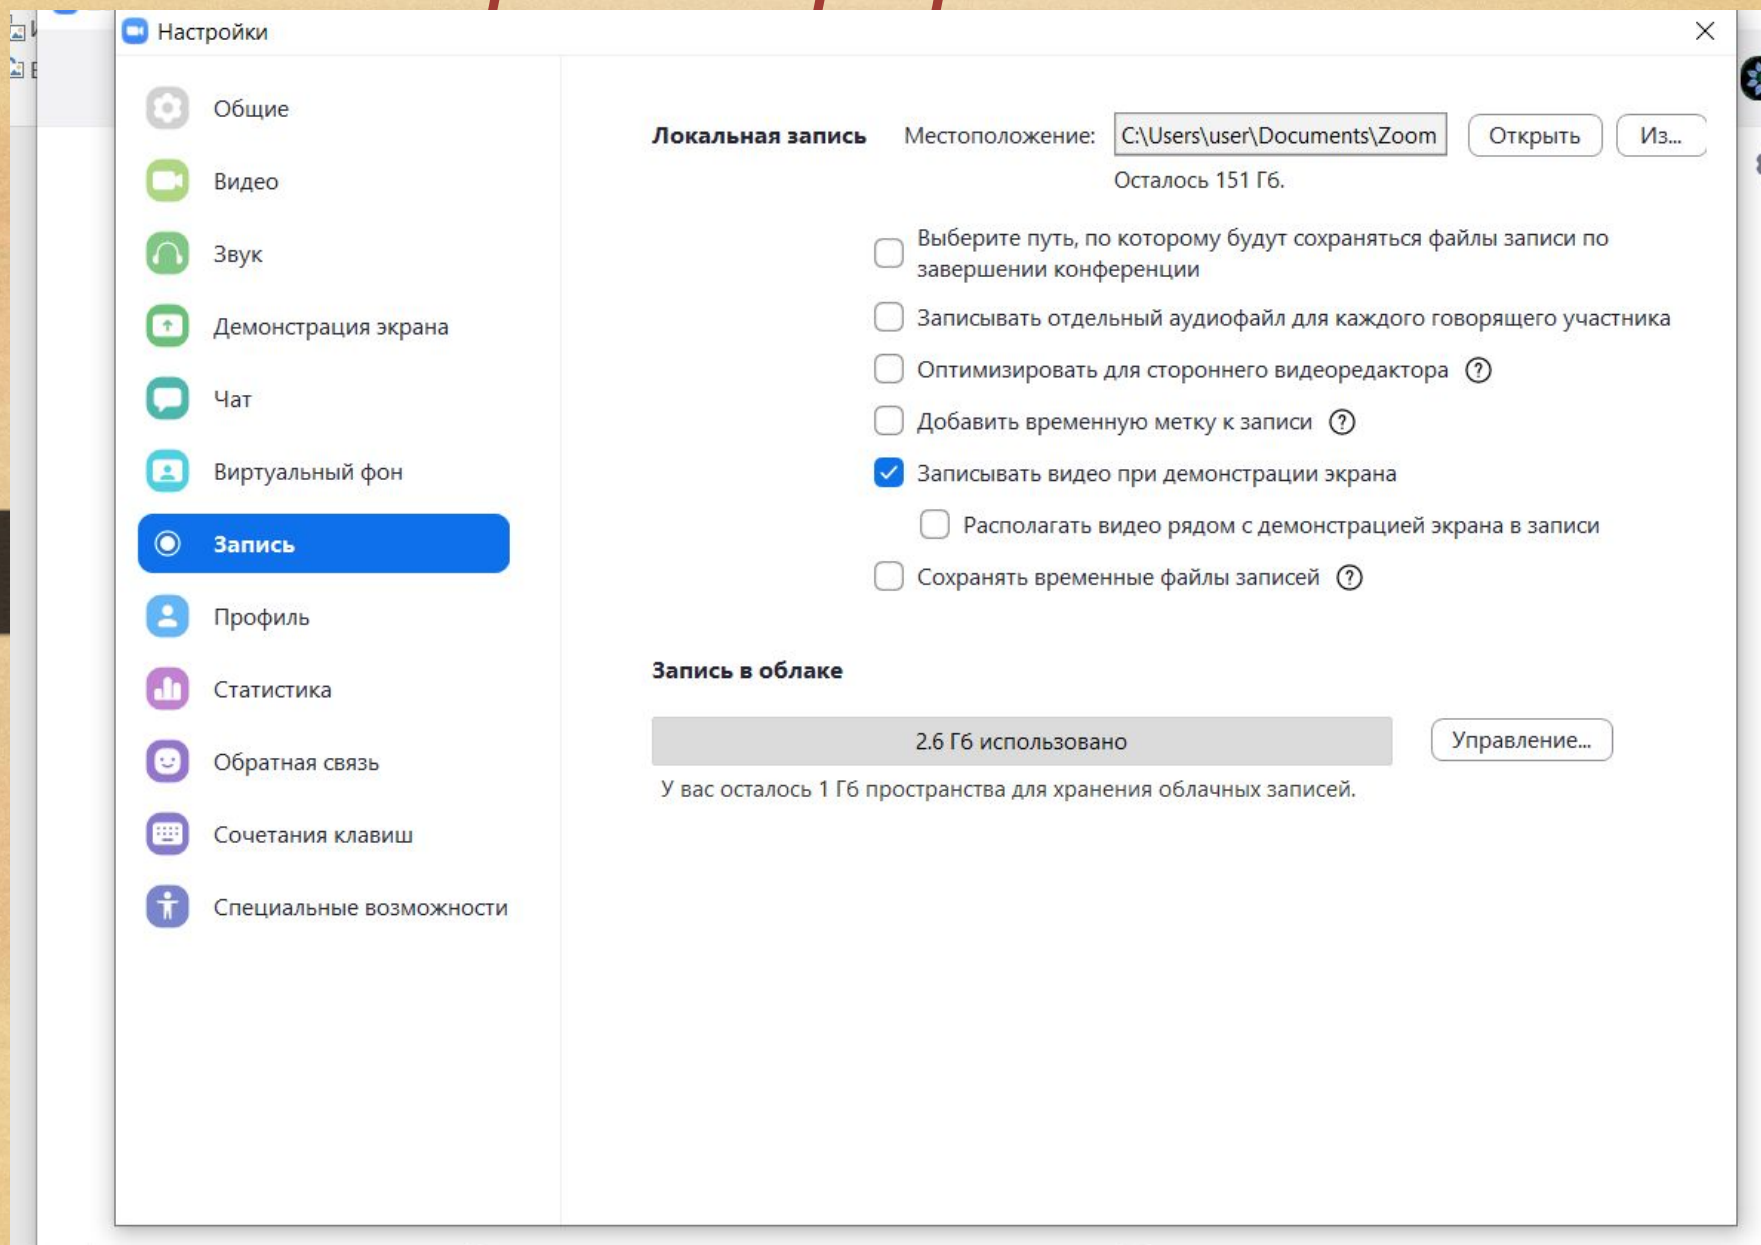 Настройки
Общие
Видео
Звук
Демонстрация экрана
Чат
Виртуальный фон
Запись
Профиль
Статистика
Обратная связь
Сочетания клавиш
Специальные возможности
Локальная запись Местоположение: C:\Users\user\Documents\Zoom Открыть Из...
Осталось 151 Гб.
Выберите путь, по которому будут сохраняться файлы записи по
завершении конференции
Записывать отдельный аудиофайл для каждого говорящего участника
Оптимизировать для стороннего видеоредактора
Добавить временную метку к записи
Записывать видео при демонстрации экрана
Располагать видео рядом с демонстрацией экрана в записи
Сохранять временные файлы записей
Запись в облаке
2.6 Гб использовано Управление...
У вас осталось 1 Гб пространства для хранения облачных записей.